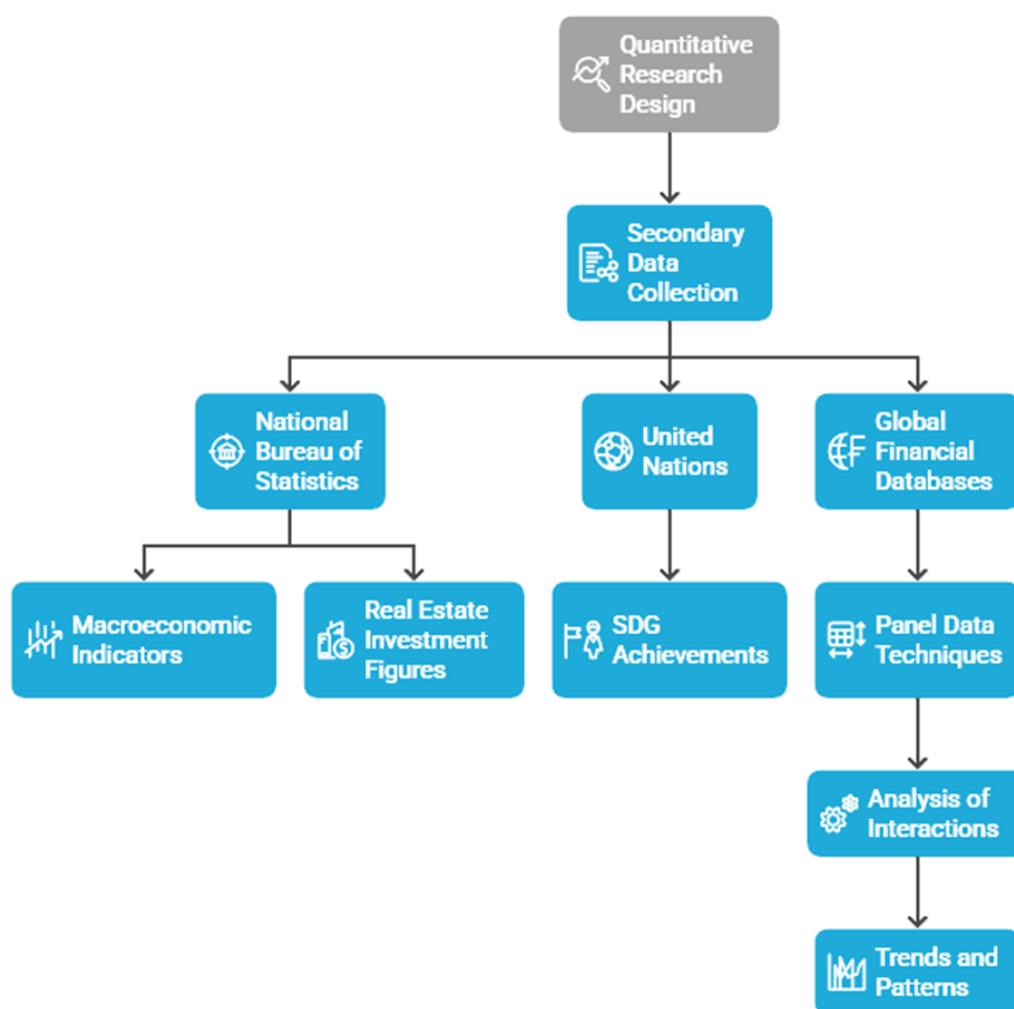 Quantitative
Research
Design
Secondary
Data
Collection
National
Bureau of
Statistics
United
Nations
Global
Financial
Databases
Macroeconomic
Indicators
Real Estate
Investment
Figures
SDG
Achievements
Panel Data
Techniques
Analysis of
Interactions
Trends and
Patterns